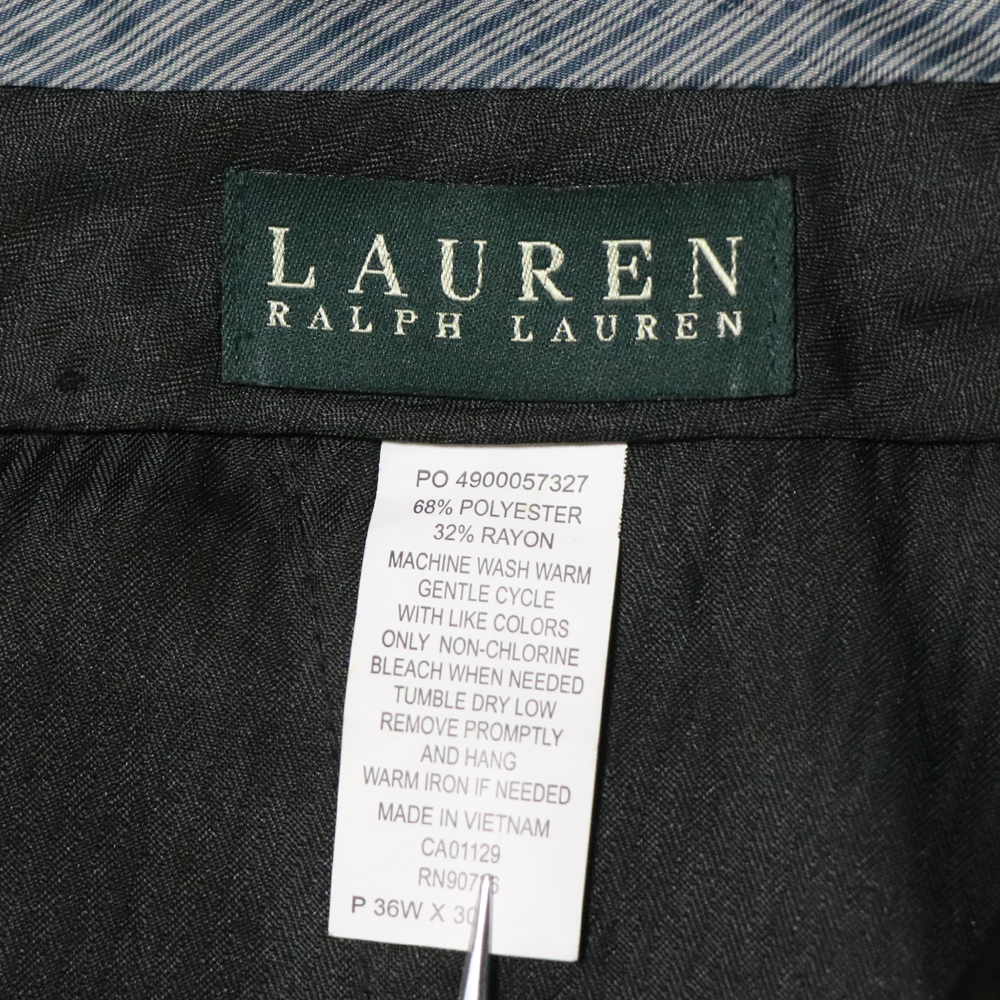 LAUREN
RALPH LAUREN
PO 4900057327
68% POLYESTER
32% RAYON
MACHINE WASH WARM
GENTLE CYCLE
WITH LIKE COLORS
ONLY NON-CHLORINE
BLEACH WHEN NEEDED
TUMBLE DRY LOW
REMOVE PROMPTLY
AND HANG
WARM IRON IF NEEDED
MADE IN VIETNAM
CA01129
P 36W X